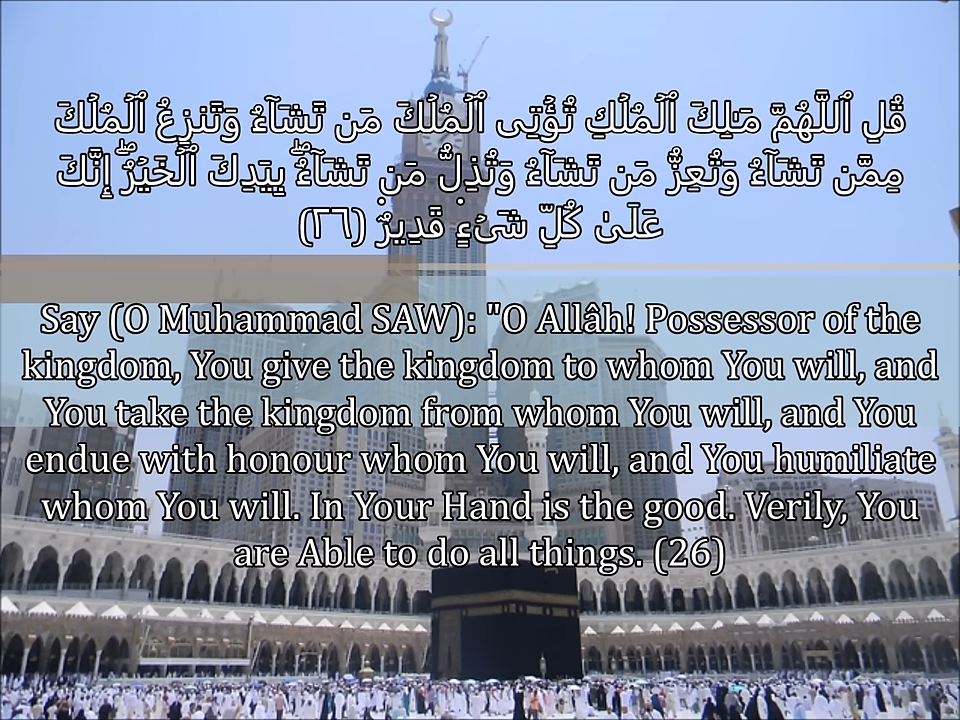 قُلِ ٱللَّهُمَّ مَـٰلِكَ ٱلْمُلْكِ تُؤْتِى ٱلْمُلْكَ مَن تَشَآءُ وَتَنزِعُ ٱلْمُلْكَ
مِمَّن تَشَآءُ وَتُعِزُّ مَن تَشَآءُ وَتُذِلُّ مَن تَشَآءُۖ بِيَدِكَ ٱلْخَيْرُۖ إِنَّكَ
عَلَىٰ كُلِّ شَىْءٍ قَدِيرٌ (٢٦)
Say (O Muhammad SAW): "O Allâh! Possessor of the
kingdom, You give the kingdom to whom You will, and
You take the kingdom from whom You will, and You
endue with honour whom You will, and You humiliate
whom You will. In Your Hand is the good. Verily, You
are Able to do all things. (26)